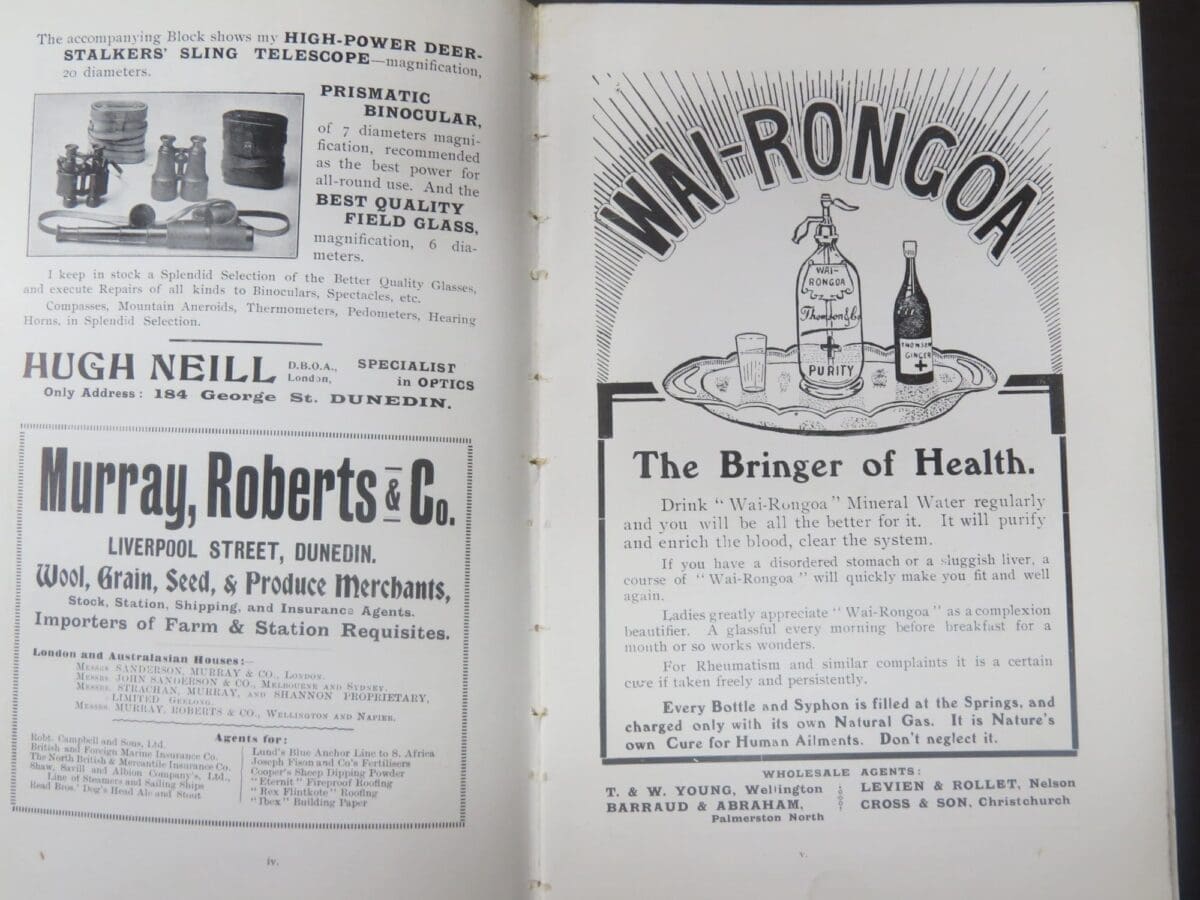 The accompanying Block shows my HIGH-POWER DEER-
STALKERS' SLING TELESCOPE—magnification,
20 diameters.
PRISMATIC
BINOCULAR,
of 7 diameters magni-
fication, recommended
as the best power for
all-round use. And the
BEST QUALITY
FIELD GLASS,
magnification, 6 dia-
meters.
I keep in stock a Splendid Selection of the Better Quality Glasses,
and execute Repairs of all kinds to Binoculars, Spectacles, etc.
Compasses, Mountain Aneroids, Thermometers, Pedometers, Hearing
Horns, in Splendid Selection.
HUGH NEILL D.B.O.A., London, SPECIALIST in OPTICS
Only Address: 184 George St. DUNEDIN.
Murray, Roberts & Co.
LIVERPOOL STREET, DUNEDIN.
Wool, Grain, Seed, & Produce Merchants,
Stock, Station, Shipping, and Insurance Agents.
Importers of Farm & Station Requisites.
London and Australasian Houses:—
Messrs SANDERSON, MURRAY & CO., London.
Messrs. JOHN SANDERSON & CO., Melbourne and Sydney.
Messrs. STRACHAN, MURRAY, and SHANNON PROPRIETARY,
LIMITED Geelong.
Messrs. MURRAY, ROBERTS & CO., Wellington and Napier.
Agents for:
Robt. Campbell and Sons, Ltd.
British and Foreign Marine Insurance Co.
The North British & Mercantile Insurance Co.
Shaw, Savill and Albion Company's, Ltd.,
Line of Steamers and Sailing Ships
Read Bros.' Dog's Head Ale and Stout
Lund's Blue Anchor Line to S. Africa
Joseph Fison and Co's Fertilisers
Cooper's Sheep Dipping Powder
"Eternit" Fireproof Roofing
"Rex Flintkote" Roofing
"Ibex" Building Paper
iv.
WAI-RONGOA
WAI-
RONGOA
Thomson & Co
PURITY
THOMSON
GINGER
The Bringer of Health.
Drink "Wai-Rongoa" Mineral Water regularly
and you will be all the better for it. It will purify
and enrich the blood, clear the system.
If you have a disordered stomach or a sluggish liver, a
course of "Wai-Rongoa" will quickly make you fit and well
again.
Ladies greatly appreciate "Wai-Rongoa" as a complexion
beautifier. A glassful every morning before breakfast for a
month or so works wonders.
For Rheumatism and similar complaints it is a certain
cure if taken freely and persistently.
Every Bottle and Syphon is filled at the Springs, and
charged only with its own Natural Gas. It is Nature's
own Cure for Human Ailments. Don't neglect it.
WHOLESALE AGENTS:
T. & W. YOUNG, Wellington
BARRAUD & ABRAHAM,
Palmerston North
LEVIEN & ROLLET, Nelson
CROSS & SON, Christchurch
v.